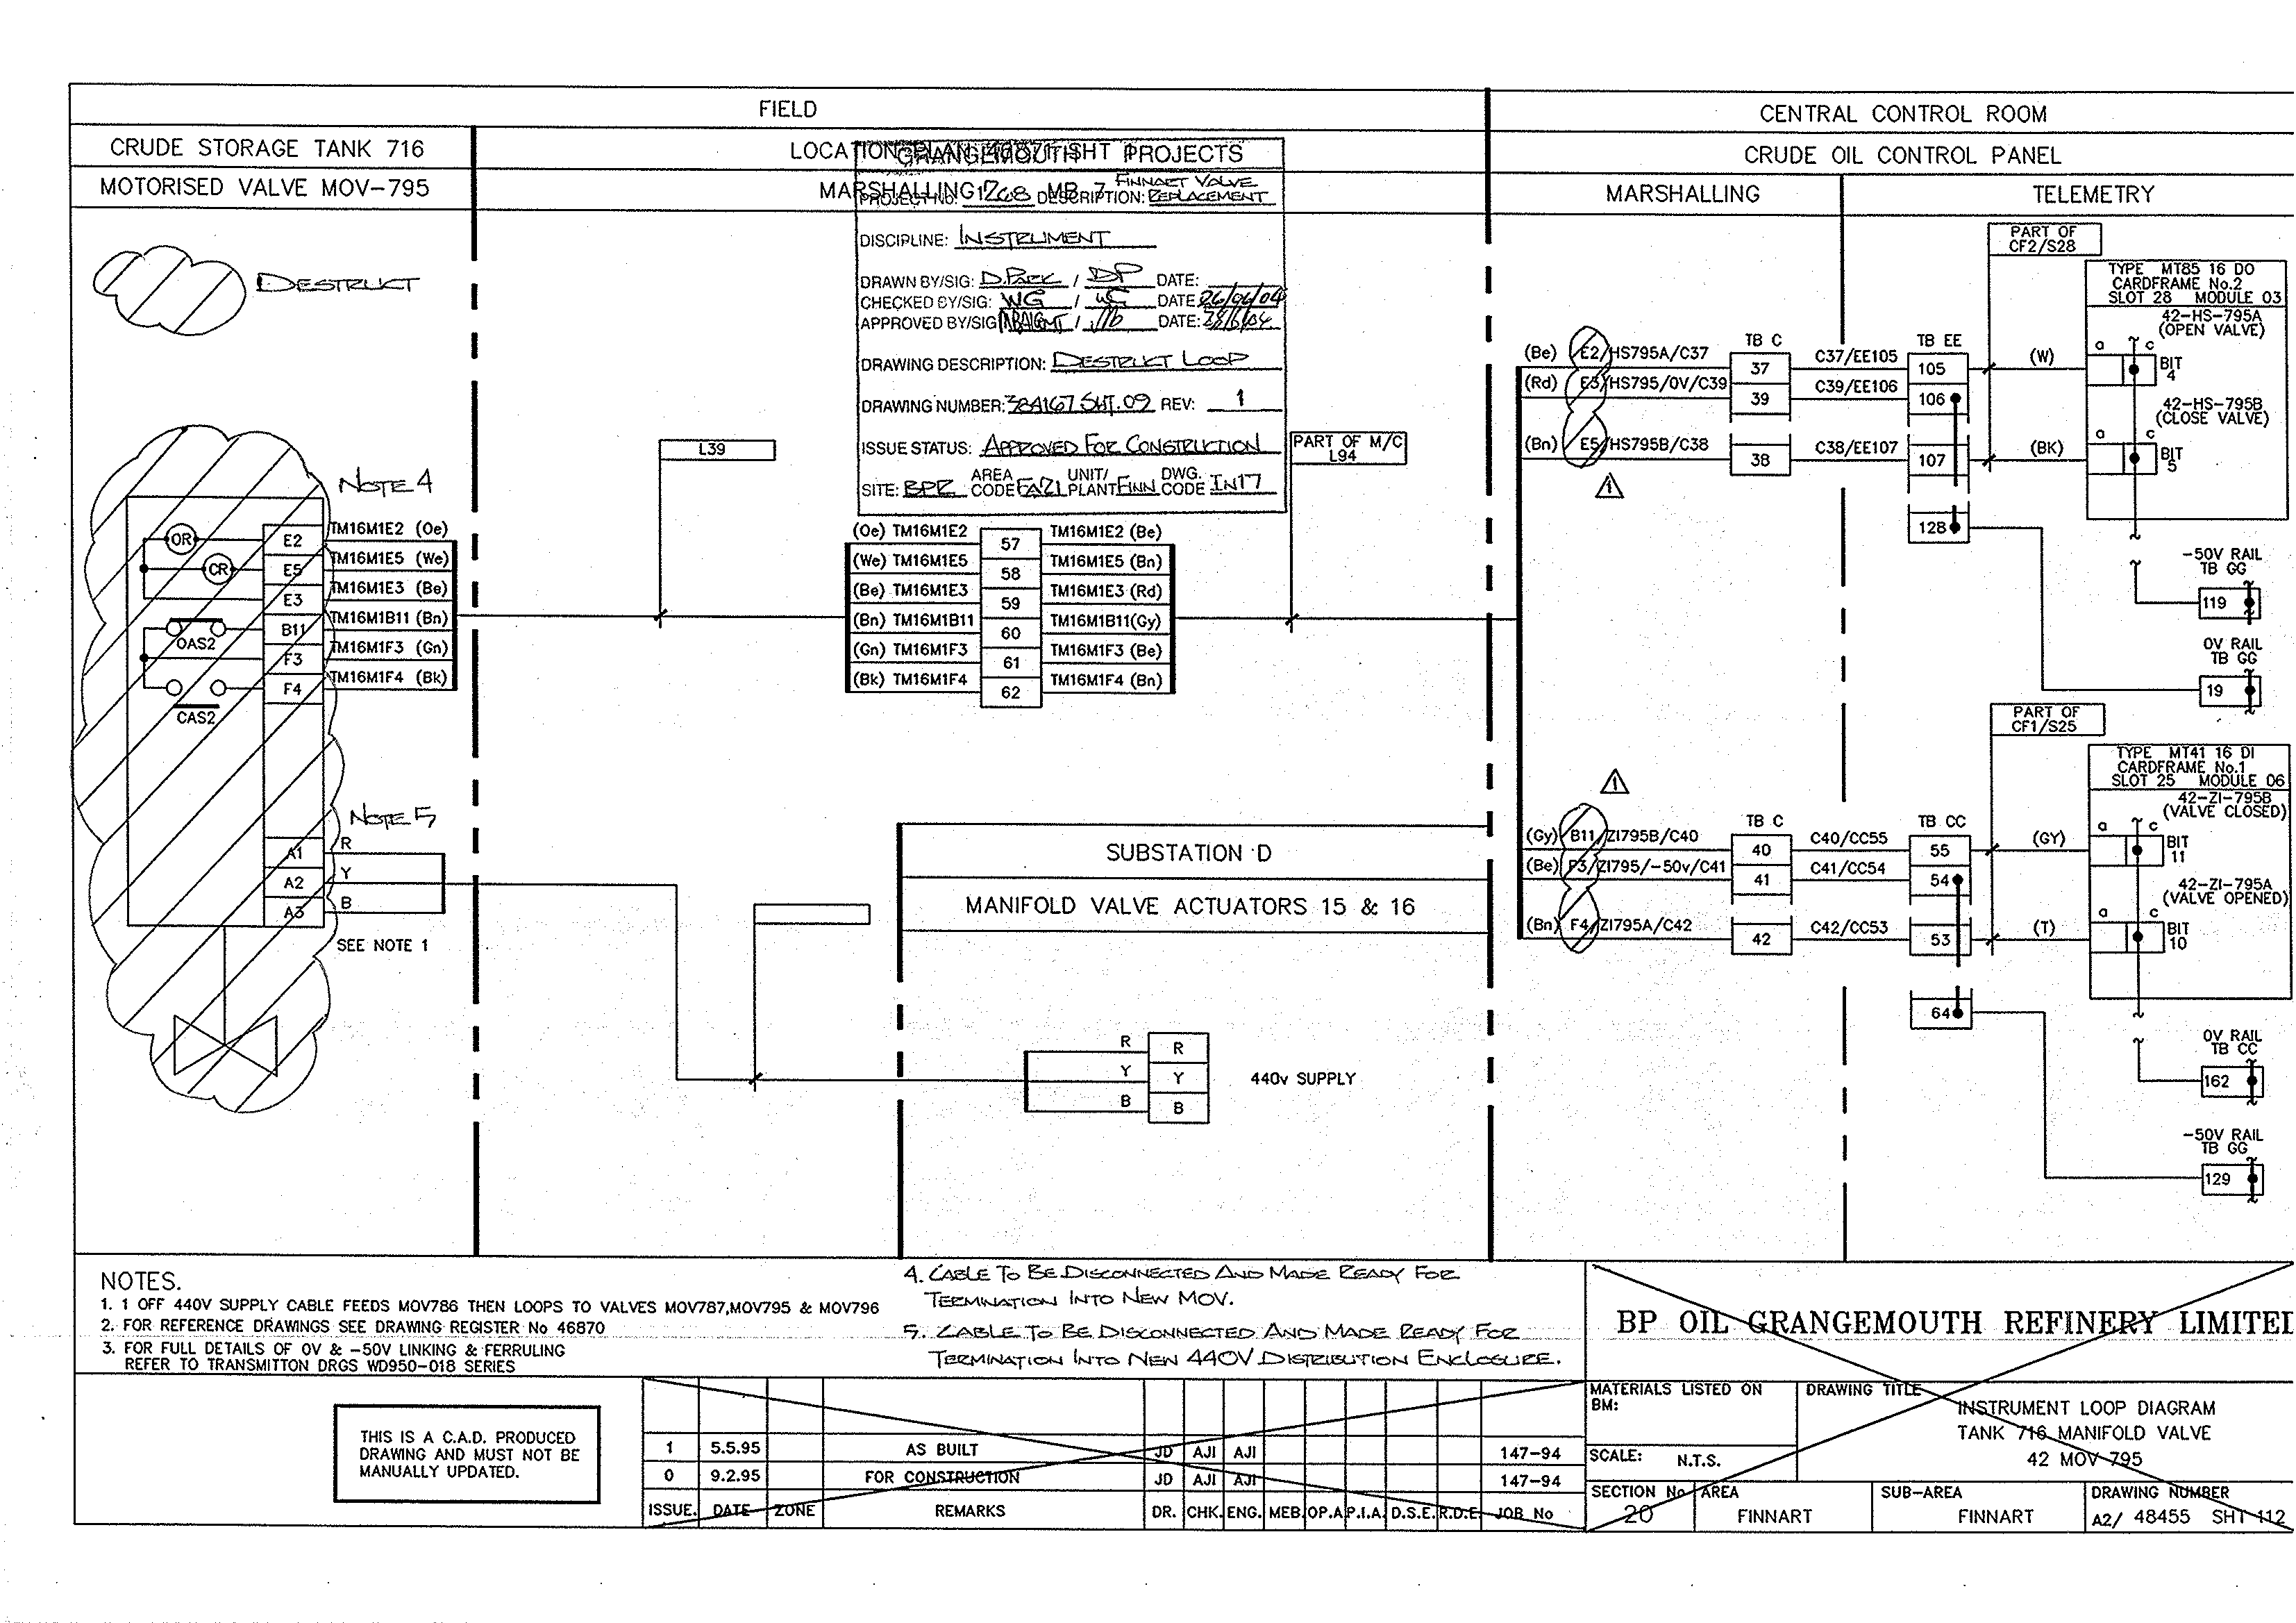 FIELD
CENTRAL CONTROL ROOM
CRUDE STORAGE TANK 716
GRANGEMOUTH PROJECTS
CRUDE OIL CONTROL PANEL
MOTORISED VALVE MOV-795
MARSHALLING MB 7
MARSHALLING
TELEMETRY
PROJECT No: 1268 DESCRIPTION: FINNART VALVE
REPLACEMENT
DISCIPLINE: INSTRUMENT
DRAWN BY/SIG: D.PARK / DP DATE:
CHECKED BY/SIG: WG / WG DATE
APPROVED BY/SIG / DATE:
DRAWING DESCRIPTION: DESTRUCT LOOP
DRAWING NUMBER: 384167 SHT.09 REV: 1
ISSUE STATUS: APPROVED FOR CONSTRUCTION
SITE: BPR AREA CODE FA21 UNIT/PLANT FINN DWG. CODE IN17
DESTRUCT
NOTE 4
OR
CR
OAS2
CAS2
E2 TM16M1E2 (Oe)
E5 TM16M1E5 (We)
E3 TM16M1E3 (Be)
B11 TM16M1B11 (Bn)
F3 TM16M1F3 (Gn)
F4 TM16M1F4 (Bk)
NOTE 5
A1 R
A2 Y
A3 B
SEE NOTE 1
L39
PART OF M/C
L94
(Oe) TM16M1E2 57 TM16M1E2 (Be)
(We) TM16M1E5 58 TM16M1E5 (Bn)
(Be) TM16M1E3 59 TM16M1E3 (Rd)
(Bn) TM16M1B11 60 TM16M1B11(Gy)
(Gn) TM16M1F3 61 TM16M1F3 (Be)
(Bk) TM16M1F4 62 TM16M1F4 (Bn)
SUBSTATION D
MANIFOLD VALVE ACTUATORS 15 & 16
R R
Y Y
B B
440v SUPPLY
PART OF
CF2/S28
TB C
TB EE
(Be) E2/HS795A/C37 37 C37/EE105 105 (W)
(Rd) E3/HS795/0V/C39 39 C39/EE106 106
(Bn) E5/HS795B/C38 38 C38/EE107 107 (BK)
1
128
TYPE MT85 16 DO
CARDFRAME No.2
SLOT 28 MODULE 03
42-HS-795A
(OPEN VALVE)
a c
BIT
4
42-HS-795B
(CLOSE VALVE)
a c
BIT
5
-50V RAIL
TB GG
119
0V RAIL
TB GG
19
PART OF
CF1/S25
1
TB C
TB CC
(Gy) B11/ZI795B/C40 40 C40/CC55 55 (GY)
(Be) F3/ZI795/-50v/C41 41 C41/CC54 54
(Bn) F4/ZI795A/C42 42 C42/CC53 53 (T)
64
TYPE MT41 16 DI
CARDFRAME No.1
SLOT 25 MODULE 06
42-ZI-795B
(VALVE CLOSED)
a c
BIT
11
42-ZI-795A
(VALVE OPENED)
a c
BIT
10
0V RAIL
TB CC
162
-50V RAIL
TB GG
129
NOTES.
1. 1 OFF 440V SUPPLY CABLE FEEDS MOV786 THEN LOOPS TO VALVES MOV787,MOV795 & MOV796
2. FOR REFERENCE DRAWINGS SEE DRAWING REGISTER No 46870
3. FOR FULL DETAILS OF 0V & -50V LINKING & FERRULING
REFER TO TRANSMITTON DRGS WD950-018 SERIES
4. CABLE TO BE DISCONNECTED AND MADE READY FOR
TERMINATION INTO NEW MOV.
5. CABLE TO BE DISCONNECTED AND MADE READY FOR
TERMINATION INTO NEW 440V DISTRIBUTION ENCLOSURE.
THIS IS A C.A.D. PRODUCED
DRAWING AND MUST NOT BE
MANUALLY UPDATED.
1 5.5.95 AS BUILT JD AJI AJI 147-94
0 9.2.95 FOR CONSTRUCTION JD AJI AJI 147-94
ISSUE. DATE ZONE REMARKS DR. CHK. ENG. MEB. OP.A P.I.A. D.S.E. R.D.E JOB No
BP OIL GRANGEMOUTH REFINERY LIMITED
MATERIALS LISTED ON
BM:
SCALE: N.T.S.
DRAWING TITLE
INSTRUMENT LOOP DIAGRAM
TANK 716 MANIFOLD VALVE
42 MOV 795
SECTION No
20
AREA
FINNART
SUB-AREA
FINNART
DRAWING NUMBER
A2/ 48455 SHT 112